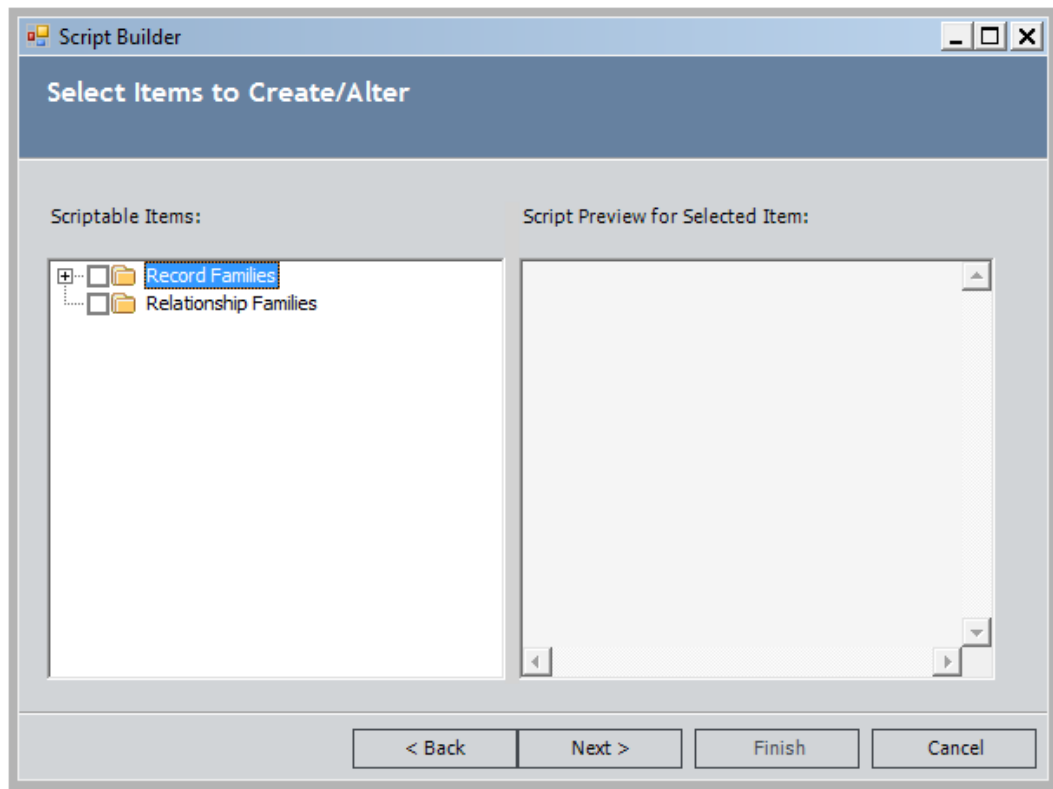 Script Builder
Select Items to Create/Alter
Scriptable Items:
Script Preview for Selected Item:
Record Families
Relationship Families
< Back
Next >
Finish
Cancel